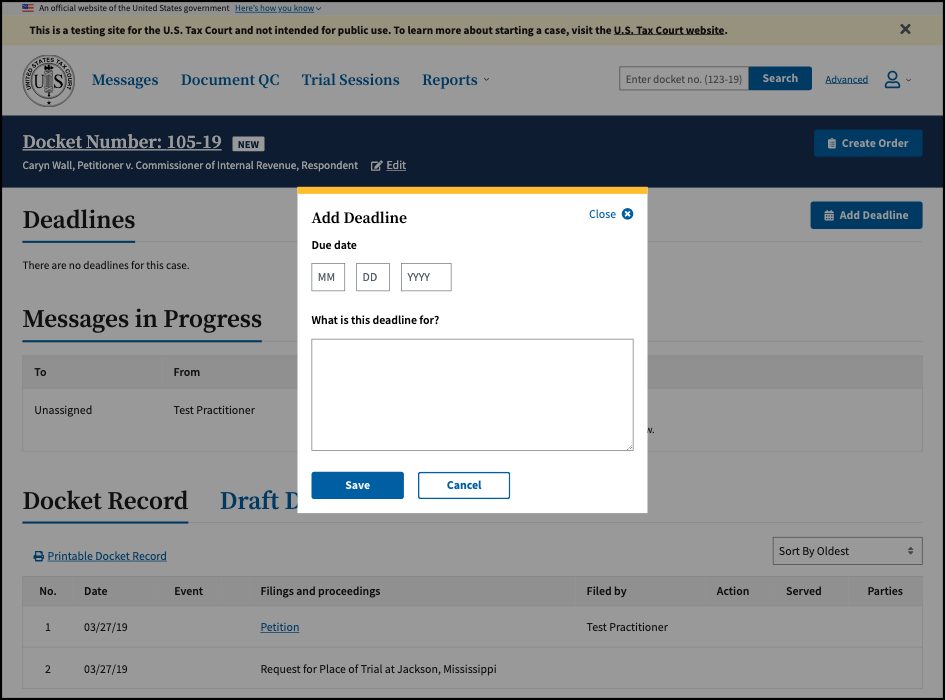 An official website of the United States government Here's how you know
This is a testing site for the U.S. Tax Court and not intended for public use. To learn more about starting a case, visit the U.S. Tax Court website.
UNITED STATES TAX COURT
US
Messages Document QC Trial Sessions Reports
Enter docket no. (123-19) Search Advanced
Docket Number: 105-19 NEW
Create Order
Caryn Wall, Petitioner v. Commissioner of Internal Revenue, Respondent Edit
Deadlines
Add Deadline
There are no deadlines for this case.
Add Deadline
Close
Due date
MM DD YYYY
What is this deadline for?
Save Cancel
Messages in Progress
To From
Unassigned Test Practitioner
w.
Docket Record Draft D
Printable Docket Record
Sort By Oldest
No. Date Event Filings and proceedings Filed by Action Served Parties
1 03/27/19 Petition Test Practitioner
2 03/27/19 Request for Place of Trial at Jackson, Mississippi